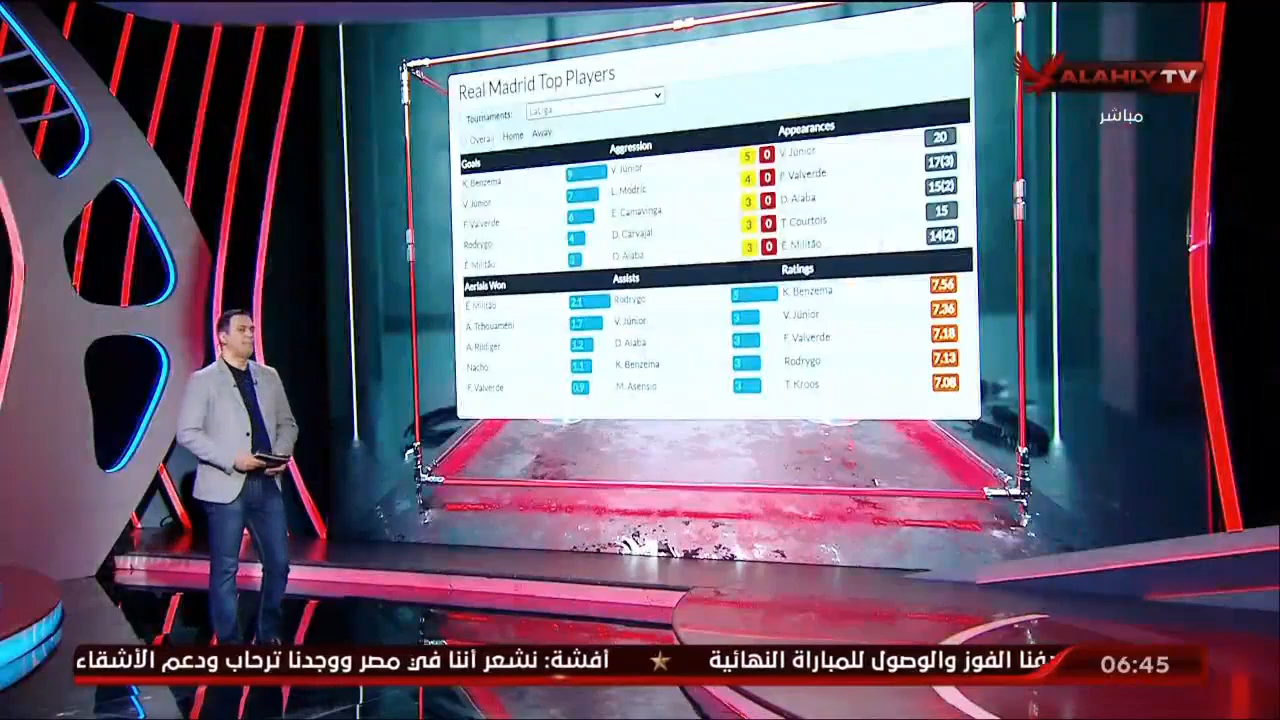 Real Madrid Top Players
ALAHLY TV
مباشر
Tournaments: LaLiga
Overall Home Away
Goals Aggression Appearances
K. Benzema 9 V. Júnior 5 0 V. Júnior 20
V. Júnior 7 L. Modric 4 0 F. Valverde 17(3)
F. Valverde 6 E. Camavinga 3 0 D. Alaba 15(2)
Rodrygo 4 D. Carvajal 3 0 T. Courtois 15
É. Militão 3 D. Alaba 3 0 É. Militão 14(2)
Aerials Won Assists Ratings
É. Militão 2.1 Rodrygo 5 K. Benzema 7.56
A. Tchouaméni 1.7 V. Júnior 3 V. Júnior 7.36
A. Rüdiger 1.2 D. Alaba 3 F. Valverde 7.18
Nacho 1.1 K. Benzema 3 Rodrygo 7.13
F. Valverde 0.9 M. Asensio 3 T. Kroos 7.08
فنا الفوز والوصول للمباراة النهائية ★ أفشة: نشعر أننا في مصر ووجدنا ترحاب ودعم الأشقاء
06:45